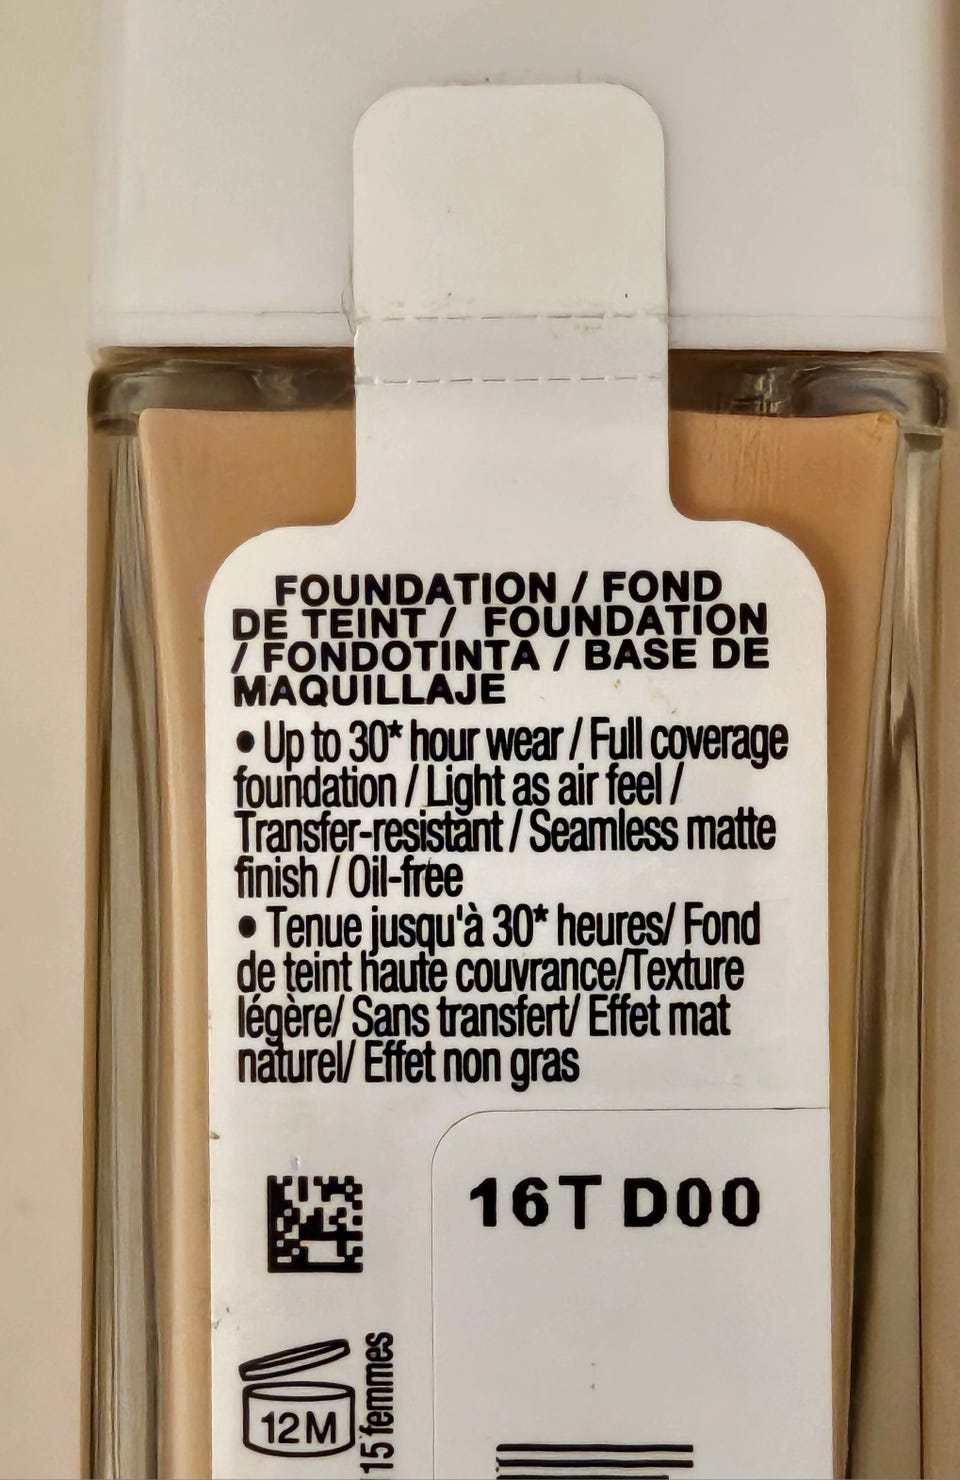 FOUNDATION / FOND
DE TEINT / FOUNDATION
/ FONDOTINTA / BASE DE
MAQUILLAJE
• Up to 30* hour wear / Full coverage
foundation / Light as air feel /
Transfer-resistant / Seamless matte
finish / Oil-free
• Tenue jusqu'à 30* heures/ Fond
de teint haute couvrance/Texture
légère/ Sans transfert/ Effet mat
naturel/ Effet non gras
16T D00
12M
15 femmes